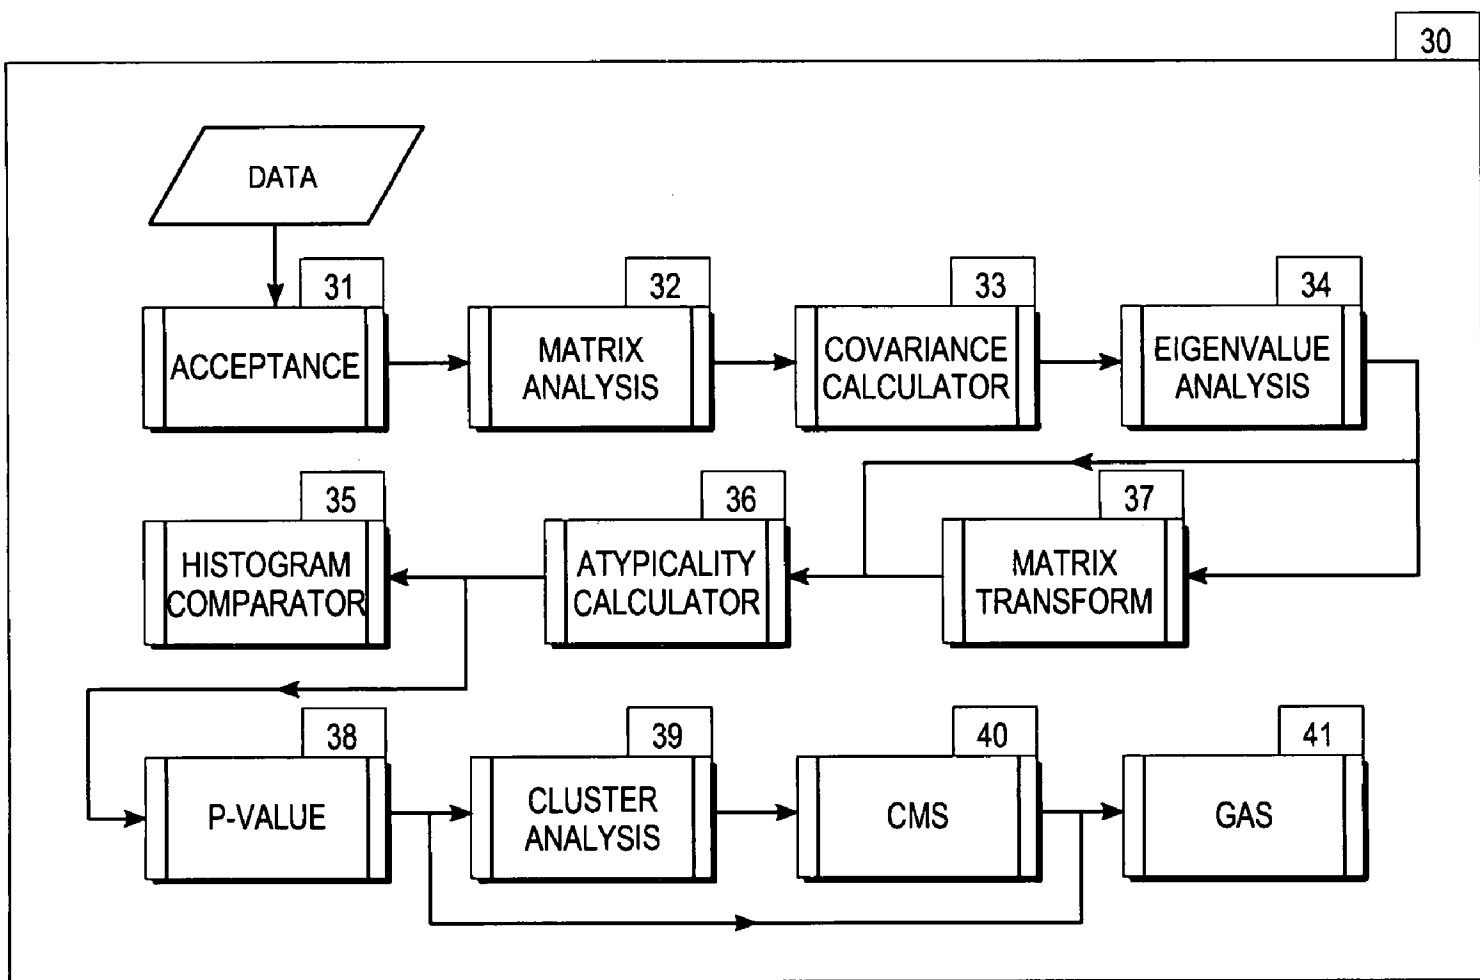 30
DATA
31
ACCEPTANCE
32
MATRIX
ANALYSIS
33
COVARIANCE
CALCULATOR
34
EIGENVALUE
ANALYSIS
35
HISTOGRAM
COMPARATOR
36
ATYPICALITY
CALCULATOR
37
MATRIX
TRANSFORM
38
P-VALUE
39
CLUSTER
ANALYSIS
40
CMS
41
GAS